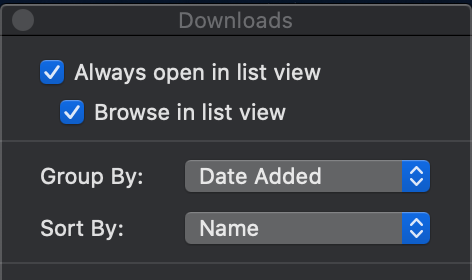 Downloads
Always open in list view
Browse in list view
Group By: Date Added
Sort By: Name